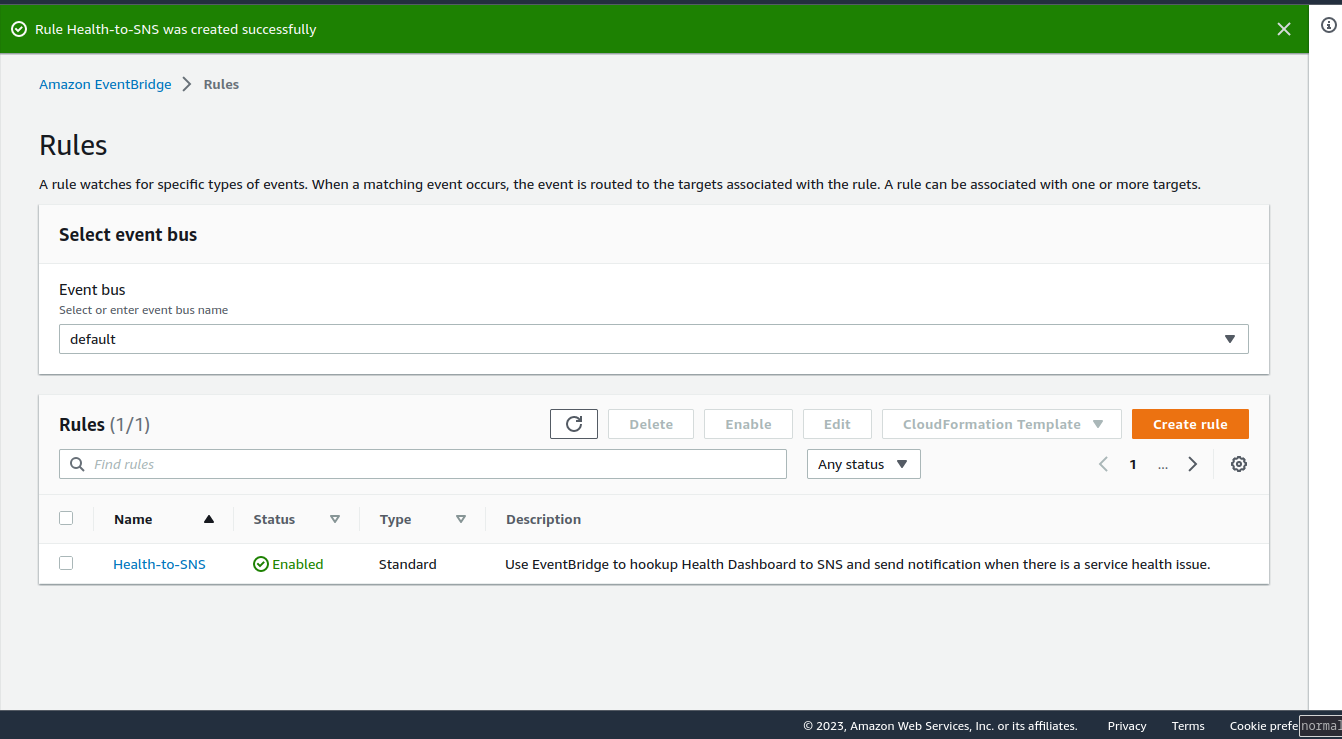 Rule Health-to-SNS was created successfully
Amazon EventBridge Rules
Rules
A rule watches for specific types of events. When a matching event occurs, the event is routed to the targets associated with the rule. A rule can be associated with one or more targets.
Select event bus
Event bus
Select or enter event bus name
default
Rules (1/1) Delete Enable Edit CloudFormation Template Create rule
Find rules Any status 1 ...
Name Status Type Description
Health-to-SNS Enabled Standard Use EventBridge to hookup Health Dashboard to SNS and send notification when there is a service health issue.
© 2023, Amazon Web Services, Inc. or its affiliates. Privacy Terms Cookie prefe normal